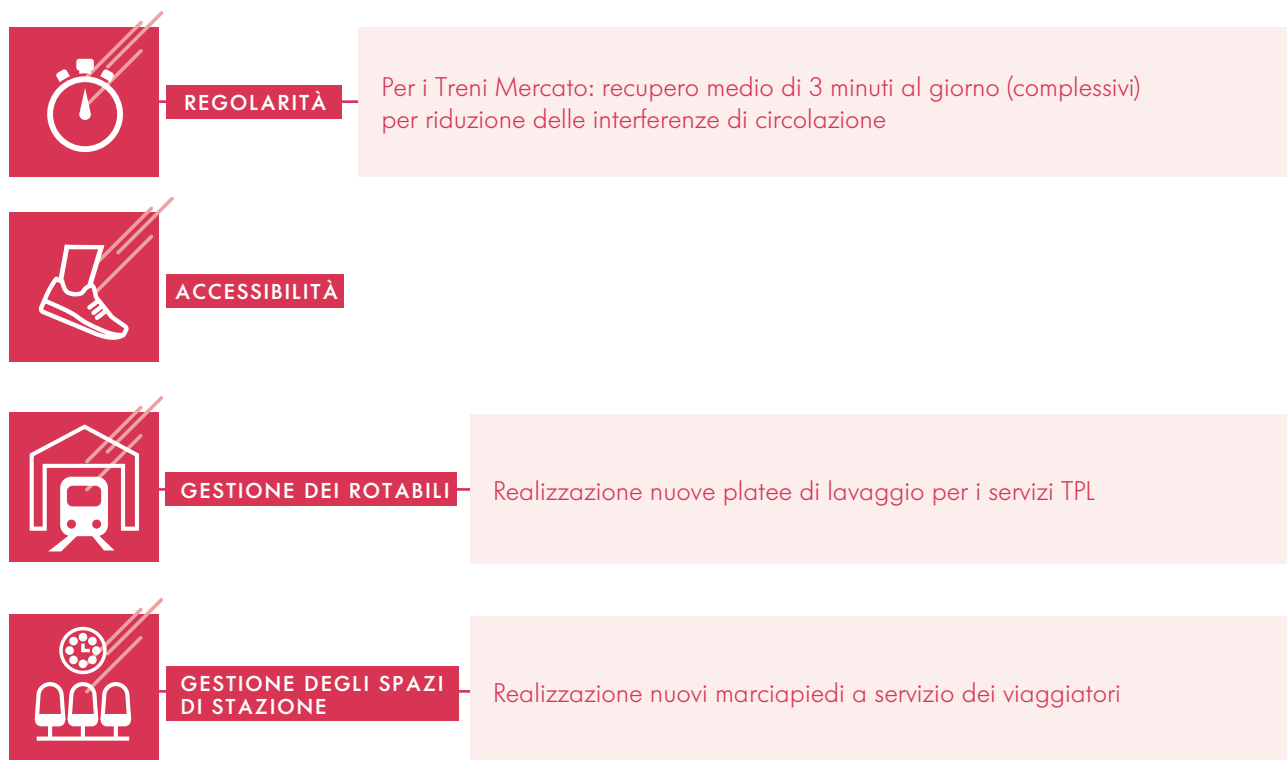 REGOLARITÀ
Per i Treni Mercato: recupero medio di 3 minuti al giorno (complessivi)
per riduzione delle interferenze di circolazione
ACCESSIBILITÀ
GESTIONE DEI ROTABILI
Realizzazione nuove platee di lavaggio per i servizi TPL
GESTIONE DEGLI SPAZI
DI STAZIONE
Realizzazione nuovi marciapiedi a servizio dei viaggiatori